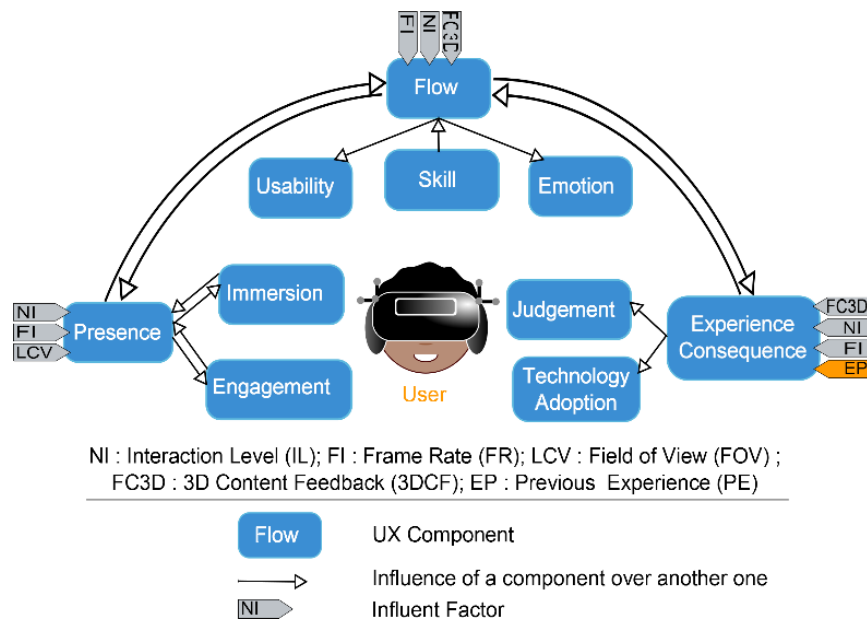 FI
NI
FC3D
Flow
Usability
Skill
Emotion
Immersion
Judgement
NI
FI
LCV
Presence
Experience
Consequence
FC3D
NI
FI
EP
Engagement
Technology
Adoption
User
NI : Interaction Level (IL); FI : Frame Rate (FR); LCV : Field of View (FOV) ;
FC3D : 3D Content Feedback (3DCF); EP : Previous Experience (PE)
Flow
UX Component
Influence of a component over another one
NI
Influent Factor